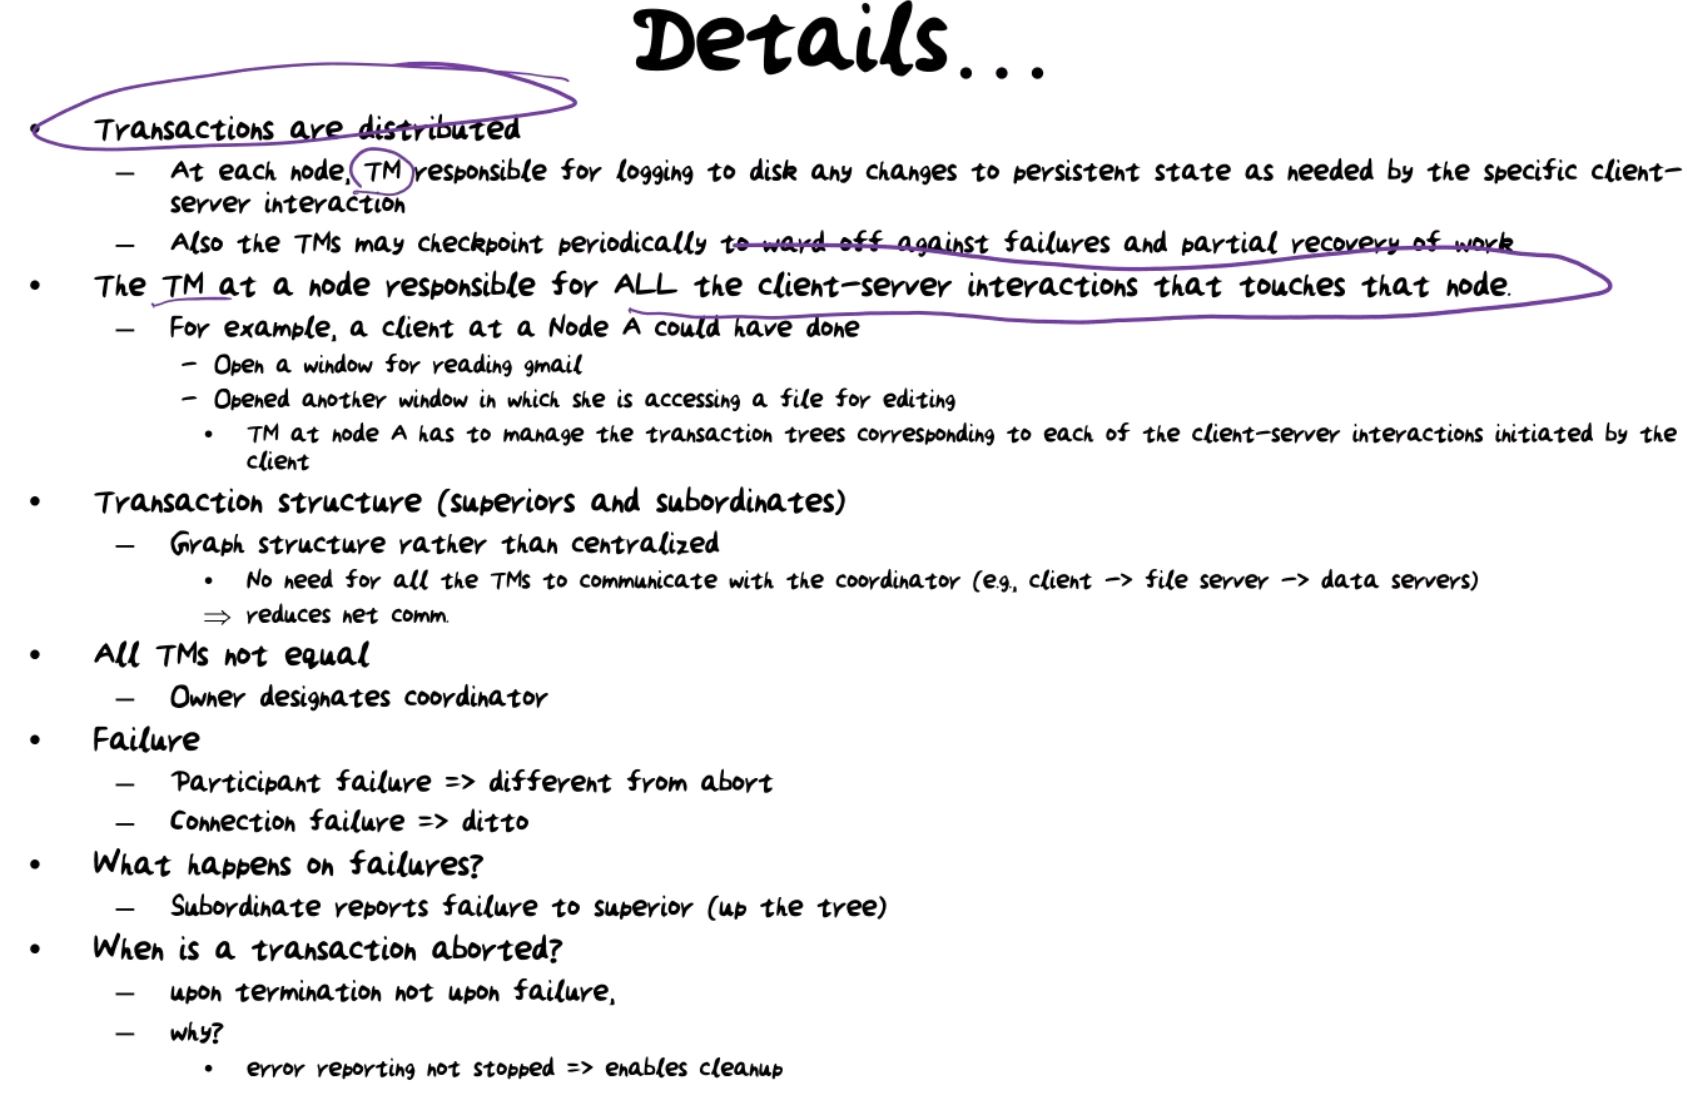 Details...
• Transactions are distributed
– At each node, TM responsible for logging to disk any changes to persistent state as needed by the specific client-
server interaction
– Also the TMs may checkpoint periodically to ward off against failures and partial recovery of work
• The TM at a node responsible for ALL the client-server interactions that touches that node.
– For example, a client at a Node A could have done
– Open a window for reading gmail
– Opened another window in which she is accessing a file for editing
• TM at node A has to manage the transaction trees corresponding to each of the client-server interactions initiated by the
client
• Transaction structure (superiors and subordinates)
– Graph structure rather than centralized
• No need for all the TMs to communicate with the coordinator (e.g., client -> file server -> data servers)
⇒ reduces net comm.
• All TMs not equal
– Owner designates coordinator
• Failure
– Participant failure => different from abort
– Connection failure => ditto
• What happens on failures?
– Subordinate reports failure to superior (up the tree)
• When is a transaction aborted?
– upon termination not upon failure,
– why?
• error reporting not stopped => enables cleanup